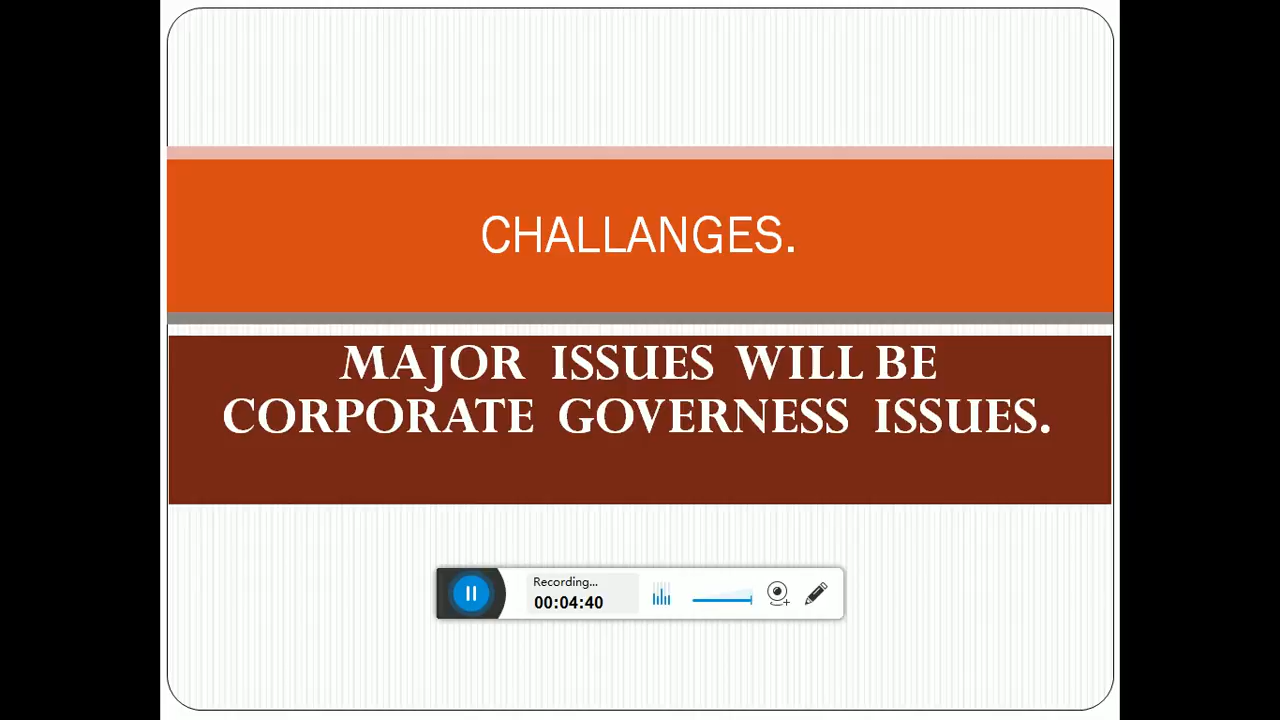 CHALLANGES.
MAJOR ISSUES WILL BE
CORPORATE GOVERNESS ISSUES.
Recording...
00:04:40